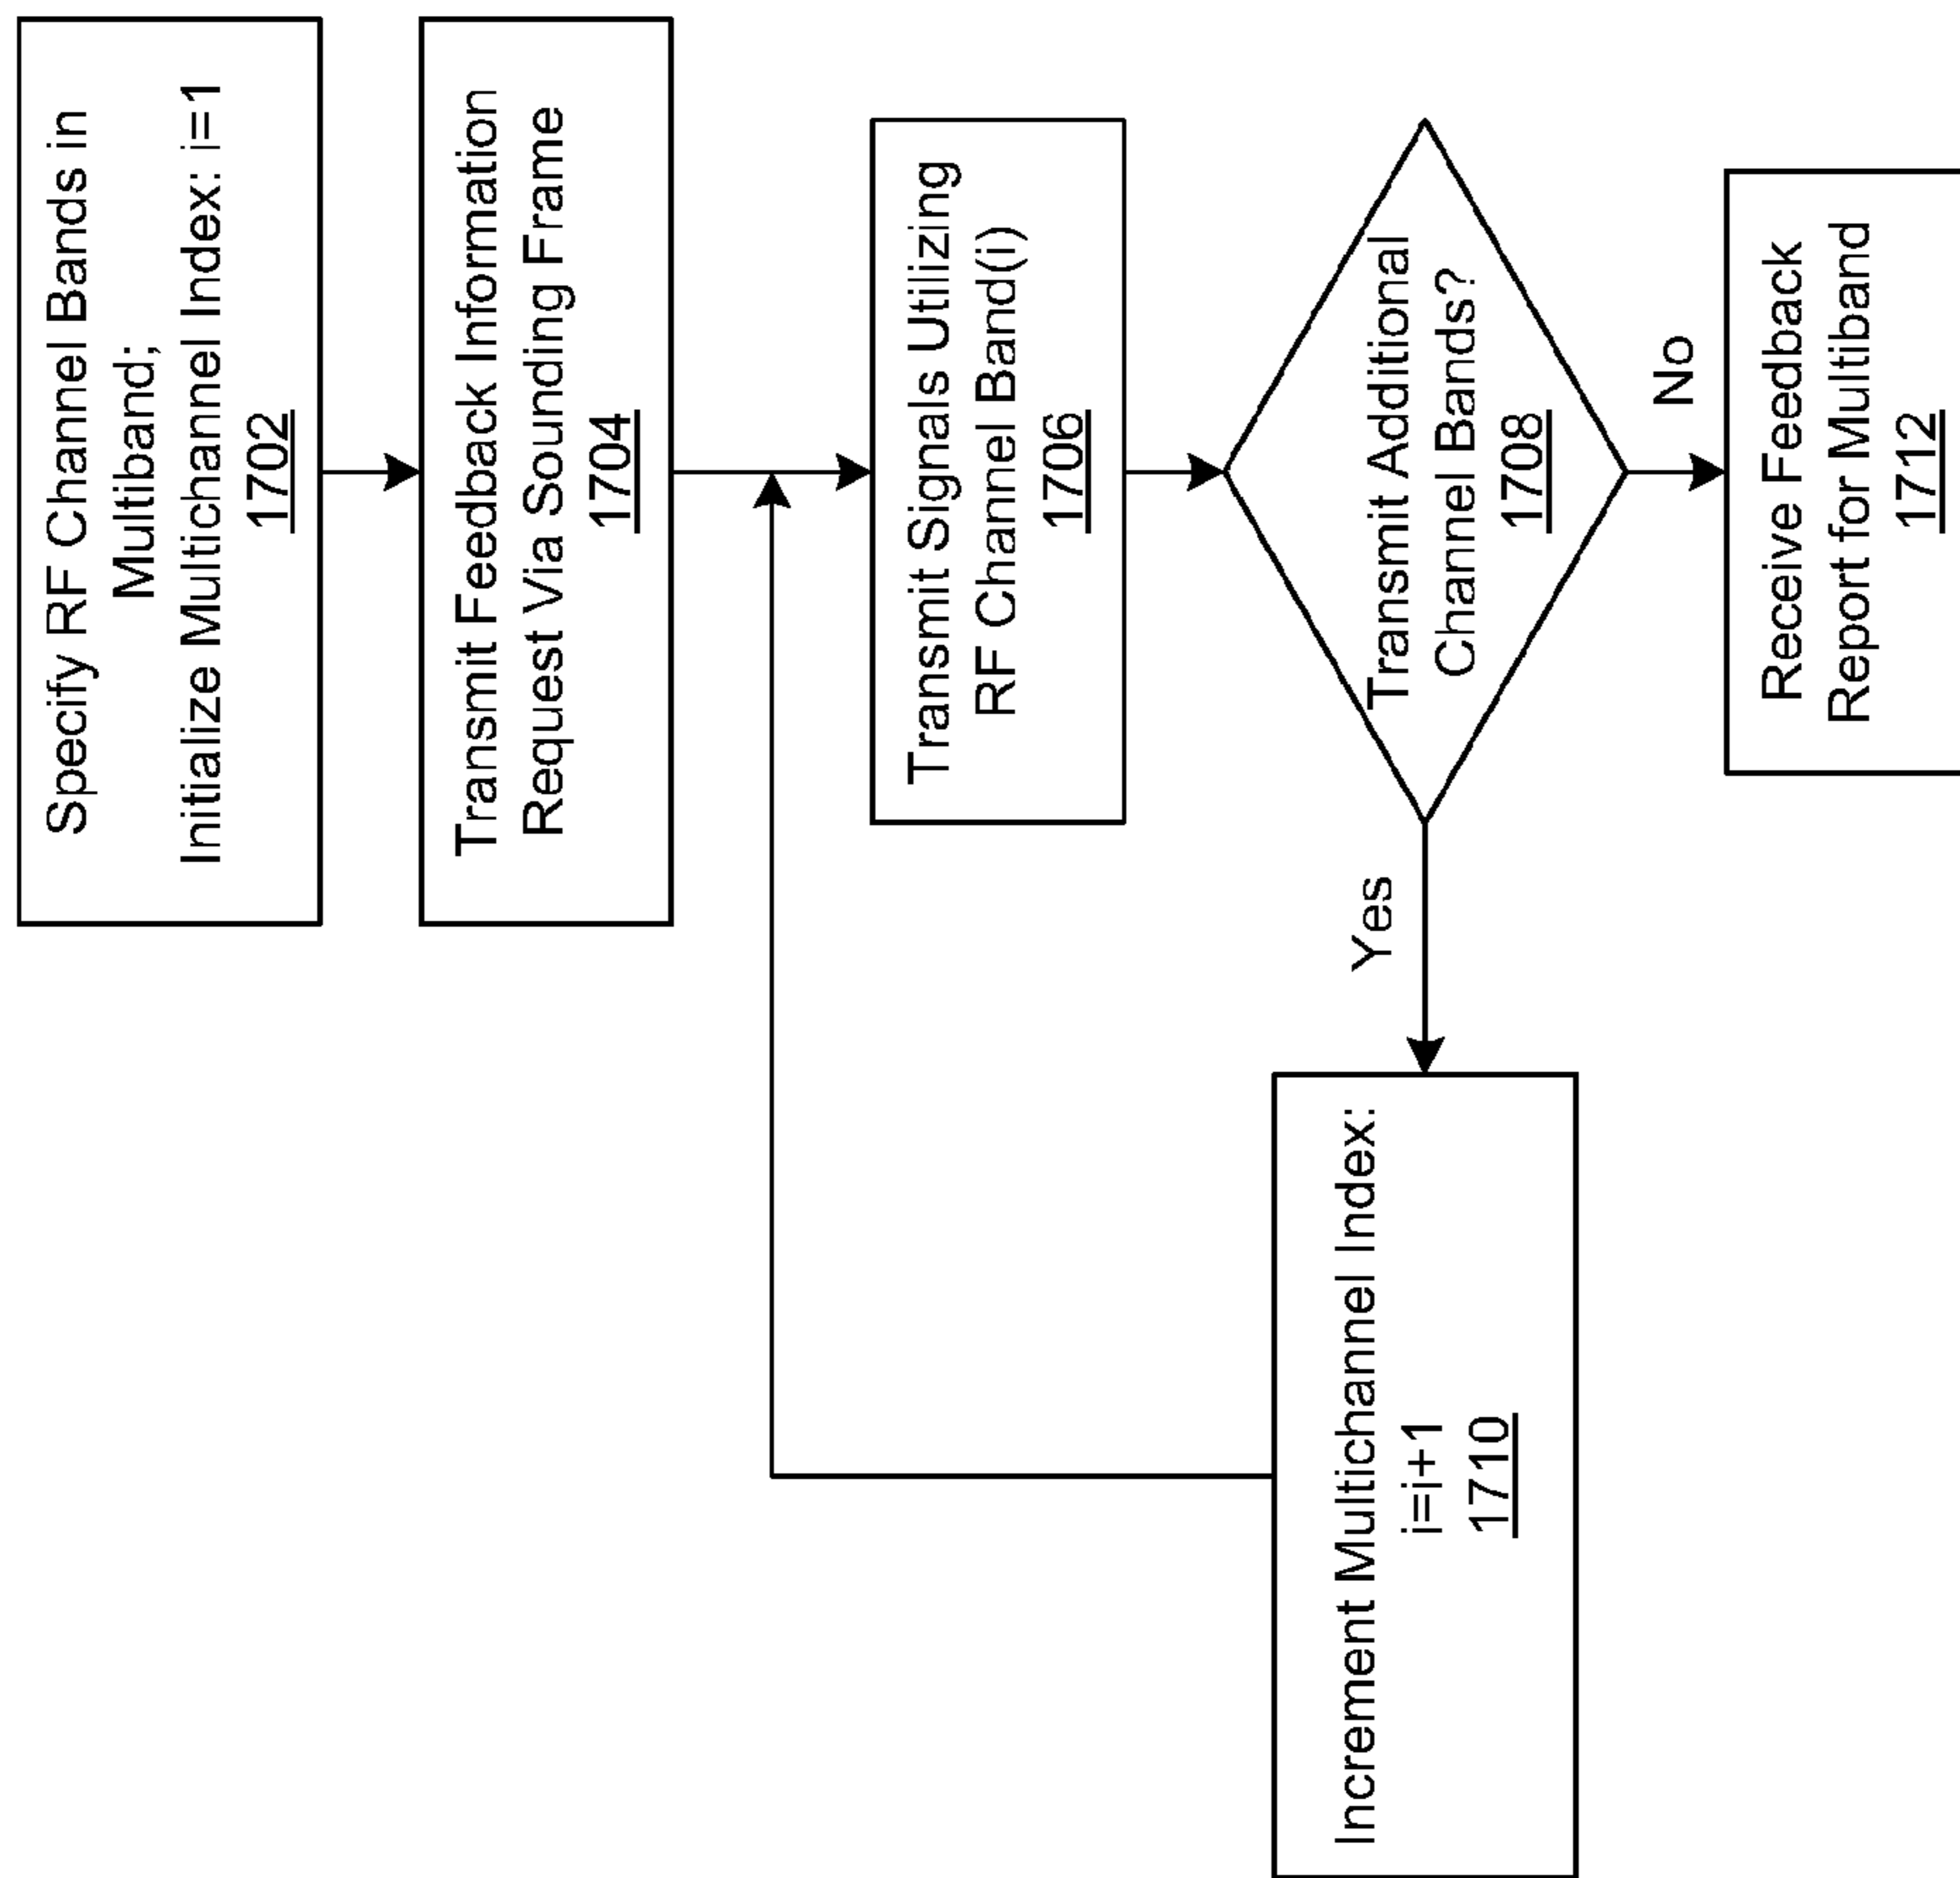 Specify RF Channel Bands in
Multiband;
Initialize Multichannel Index: i=1
1702
Transmit Feedback Information
Request Via Sounding Frame
1704
Transmit Signals Utilizing
RF Channel Band(i)
1706
Transmit Additional
Channel Bands?
1708
Yes
Increment Multichannel Index:
i=i+1
1710
No
Receive Feedback
Report for Multiband
1712